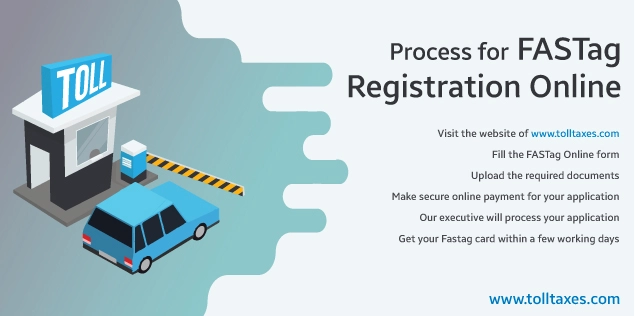 TOLL
Process for FASTag
Registration Online
Visit the website of www.tolltaxes.com
Fill the FASTag Online form
Upload the required documents
Make secure online payment for your application
Our executive will process your application
Get your Fastag card within a few working days
www.tolltaxes.com